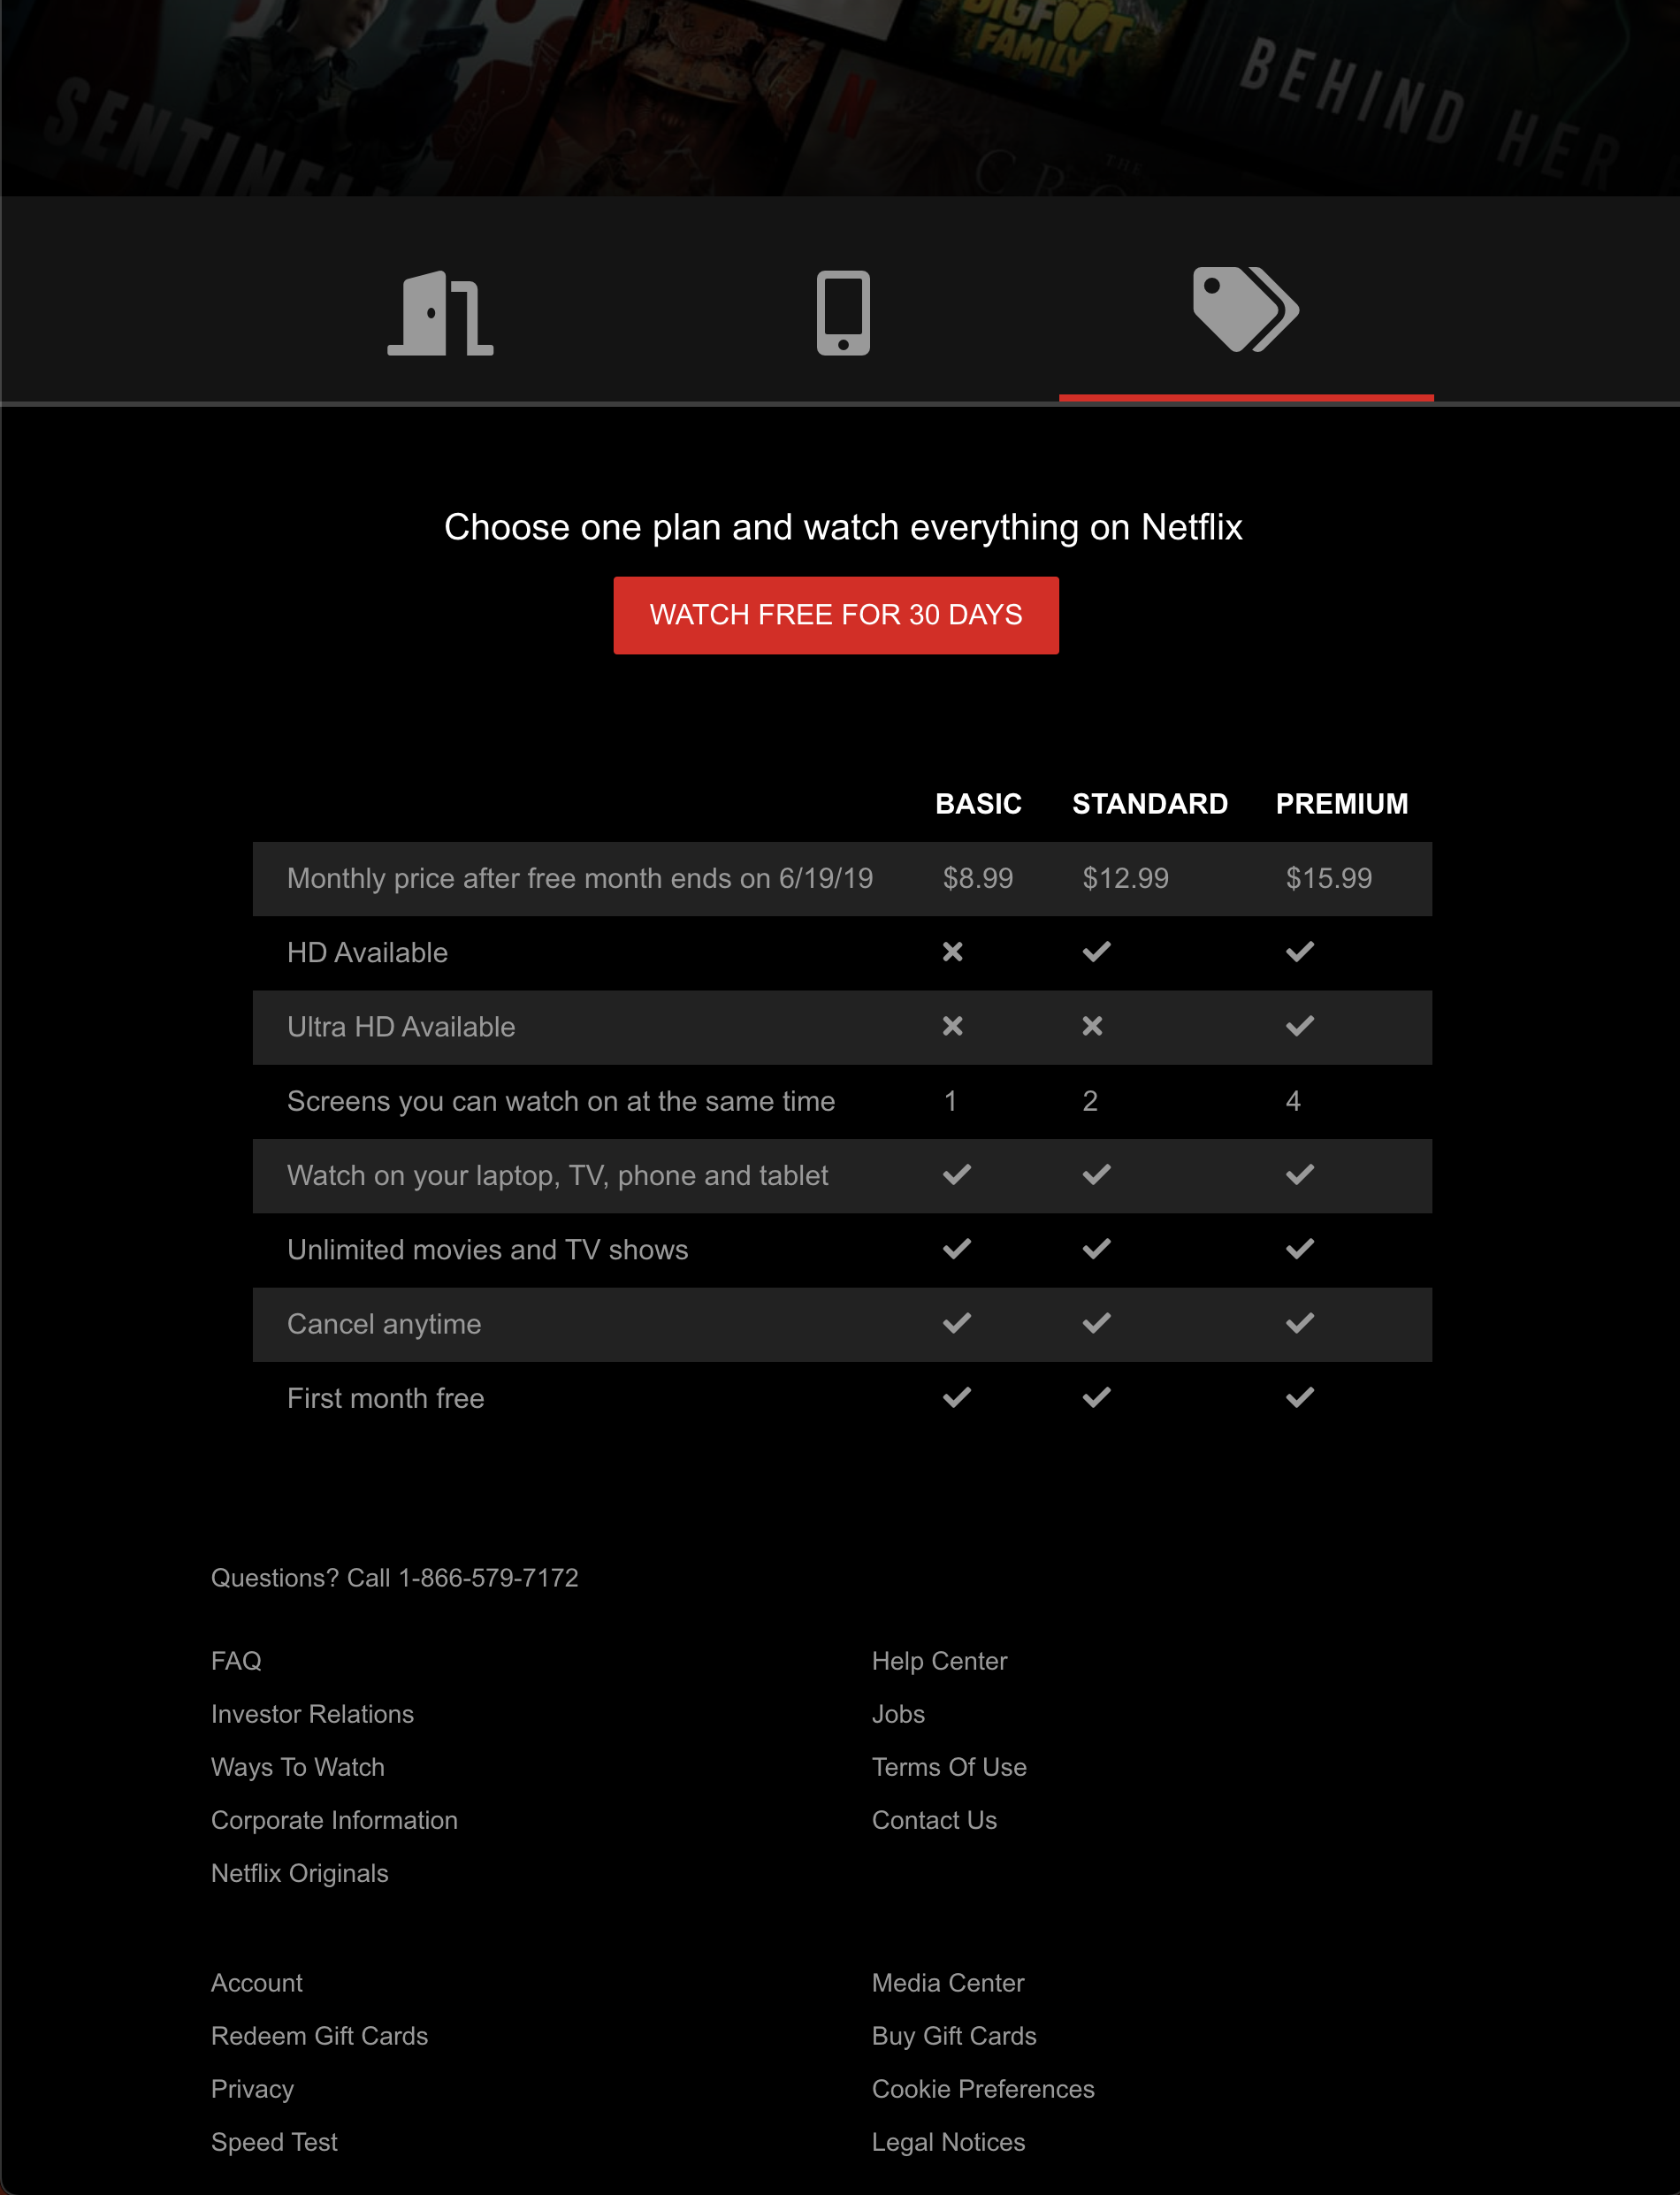 BIGFOOT
FAMILY
BEHIND HER
SENTINELL
N
THE
CRO
Choose one plan and watch everything on Netflix
WATCH FREE FOR 30 DAYS
BASIC STANDARD PREMIUM
Monthly price after free month ends on 6/19/19 $8.99 $12.99 $15.99
HD Available ✖ ✔ ✔
Ultra HD Available ✖ ✖ ✔
Screens you can watch on at the same time 1 2 4
Watch on your laptop, TV, phone and tablet ✔ ✔ ✔
Unlimited movies and TV shows ✔ ✔ ✔
Cancel anytime ✔ ✔ ✔
First month free ✔ ✔ ✔
Questions? Call 1-866-579-7172
FAQ
Investor Relations
Ways To Watch
Corporate Information
Netflix Originals
Help Center
Jobs
Terms Of Use
Contact Us
Account
Redeem Gift Cards
Privacy
Speed Test
Media Center
Buy Gift Cards
Cookie Preferences
Legal Notices